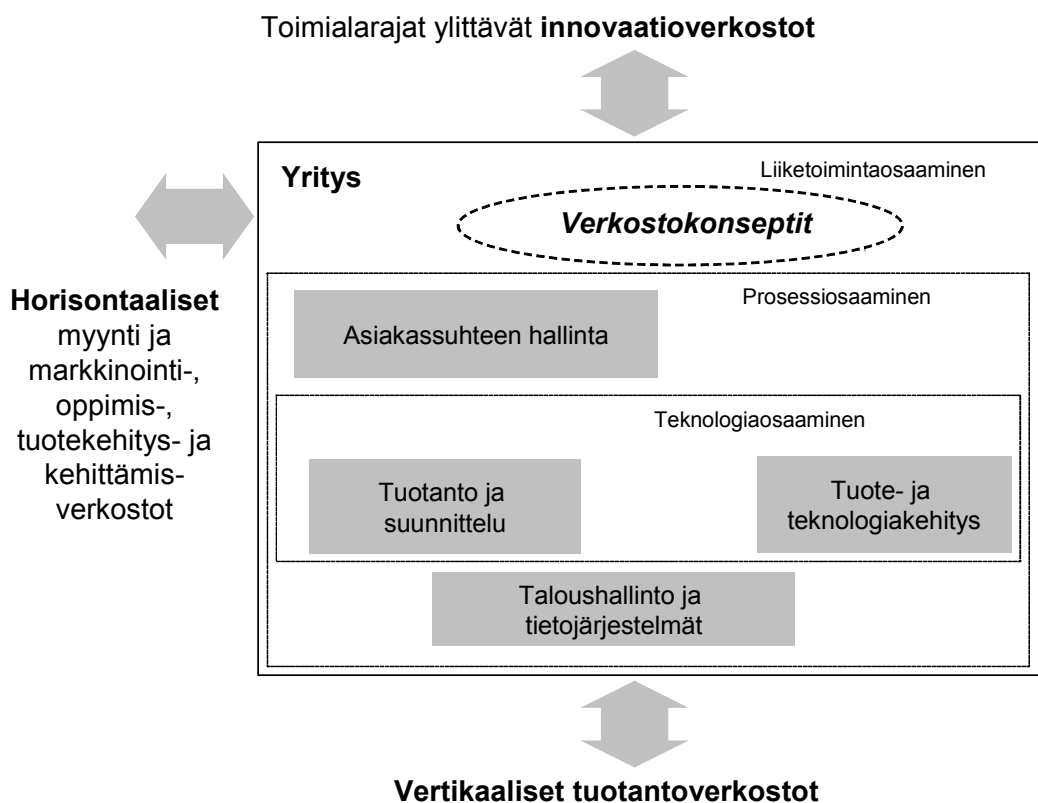 Toimialarajat ylittävät innovaatioverkostot
Yritys
Liiketoimintaosaaminen
Verkostokonseptit
Horisontaaliset
myynti ja
markkinointi-,
oppimis-,
tuotekehitys- ja
kehittämis-
verkostot
Prosessiosaaminen
Asiakassuhteen hallinta
Teknologiaosaaminen
Tuotanto ja
suunnittelu
Tuote- ja
teknologiakehitys
Taloushallinto ja
tietojärjestelmät
Vertikaaliset tuotantoverkostot